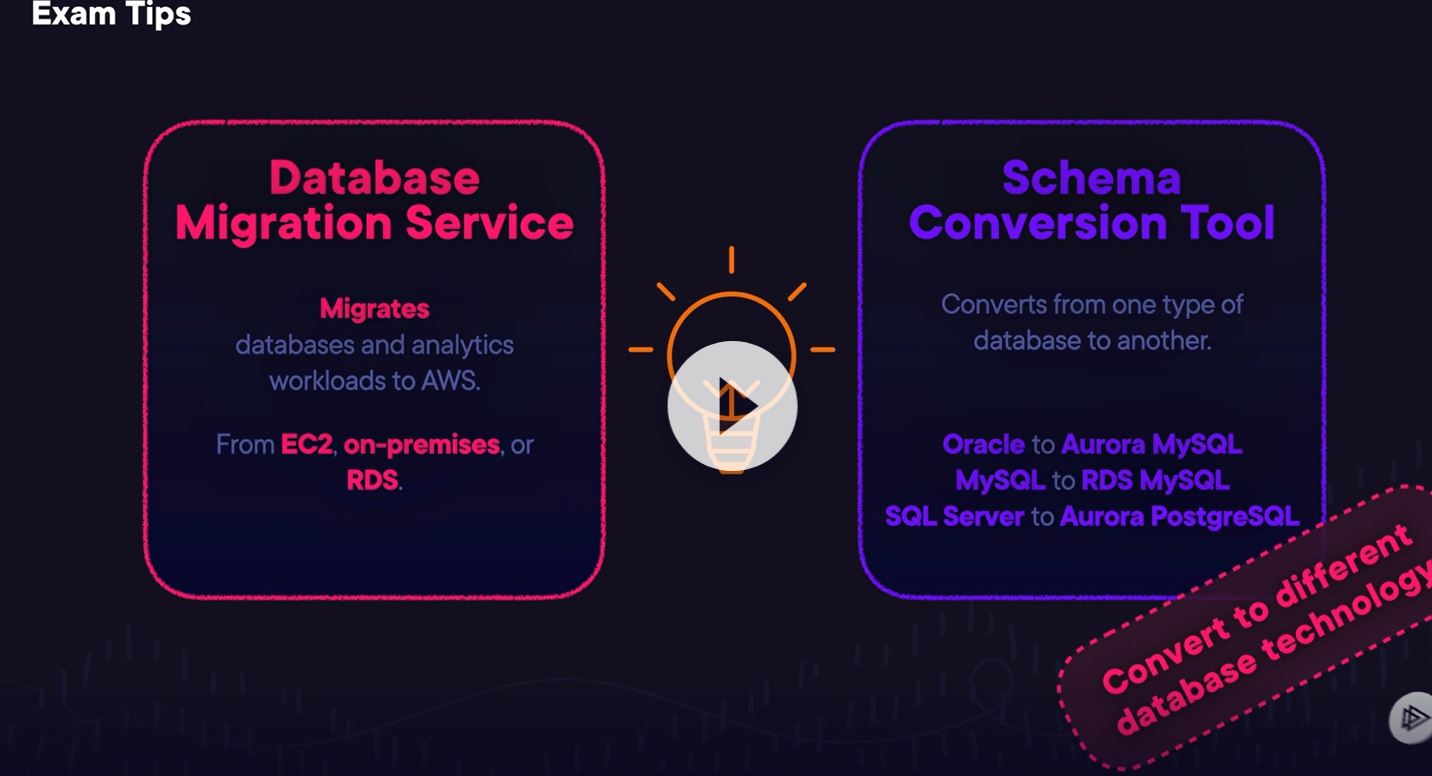 Exam Tips
Database
Migration Service
Migrates
databases and analytics
workloads to AWS.
From EC2, on-premises, or
RDS.
Schema
Conversion Tool
Converts from one type of
database to another.
Oracle to Aurora MySQL
MySQL to RDS MySQL
SQL Server to Aurora PostgreSQL
Convert to different
database technology